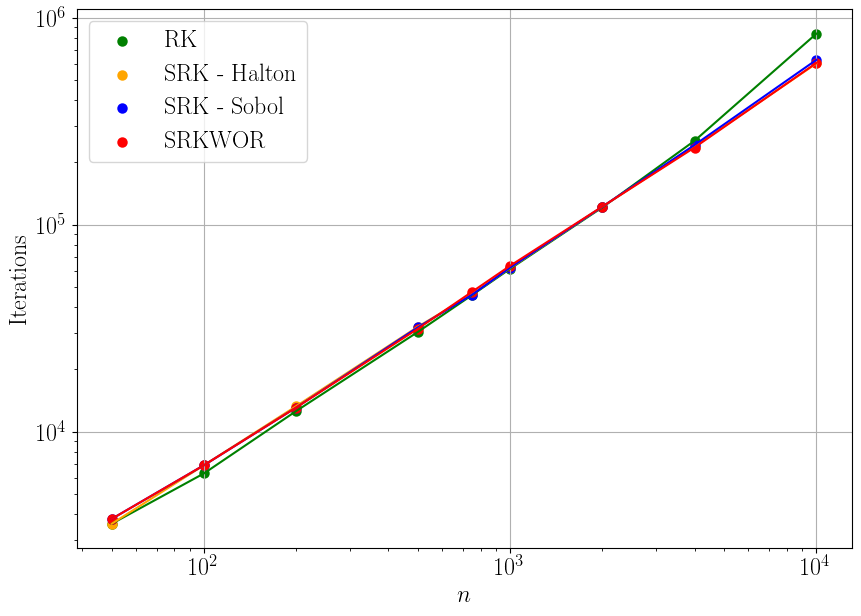 10^6
10^5
10^4
Iterations
RK
SRK - Halton
SRK - Sobol
SRKWOR
10^2
10^3
10^4
n